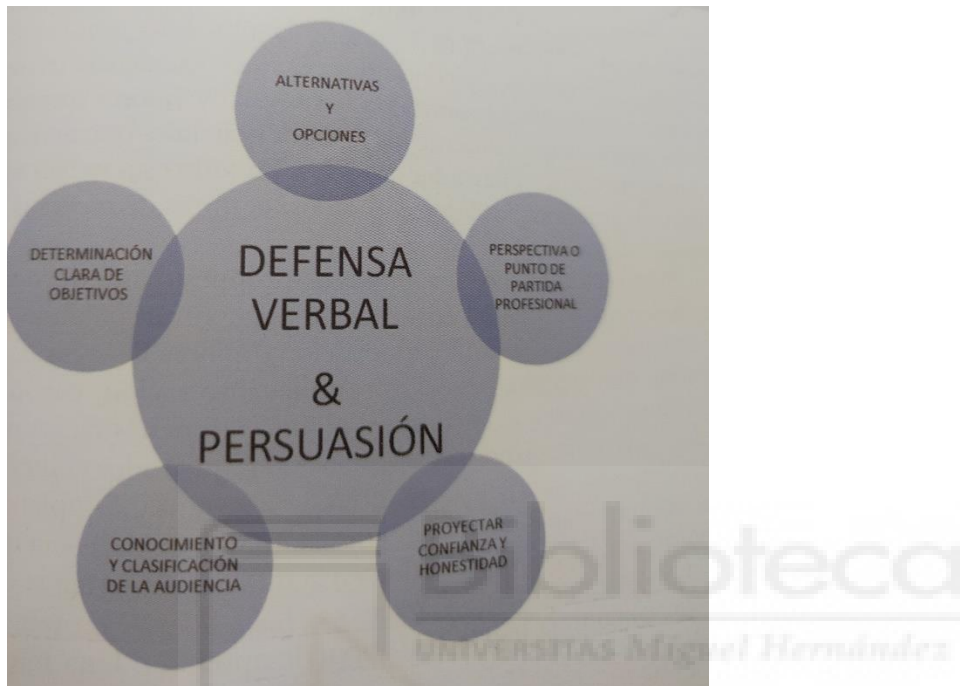 ALTERNATIVAS
Y
OPCIONES
DETERMINACIÓN
CLARA DE
OBJETIVOS
DEFENSA
VERBAL
&
PERSUASIÓN
PERSPECTIVA O
PUNTO DE
PARTIDA
PROFESIONAL
CONOCIMIENTO
Y CLASIFICACIÓN
DE LA AUDIENCIA
PROYECTAR
CONFIANZA Y
HONESTIDAD
Biblioteca
UNIVERSITAS Miguel Hernández